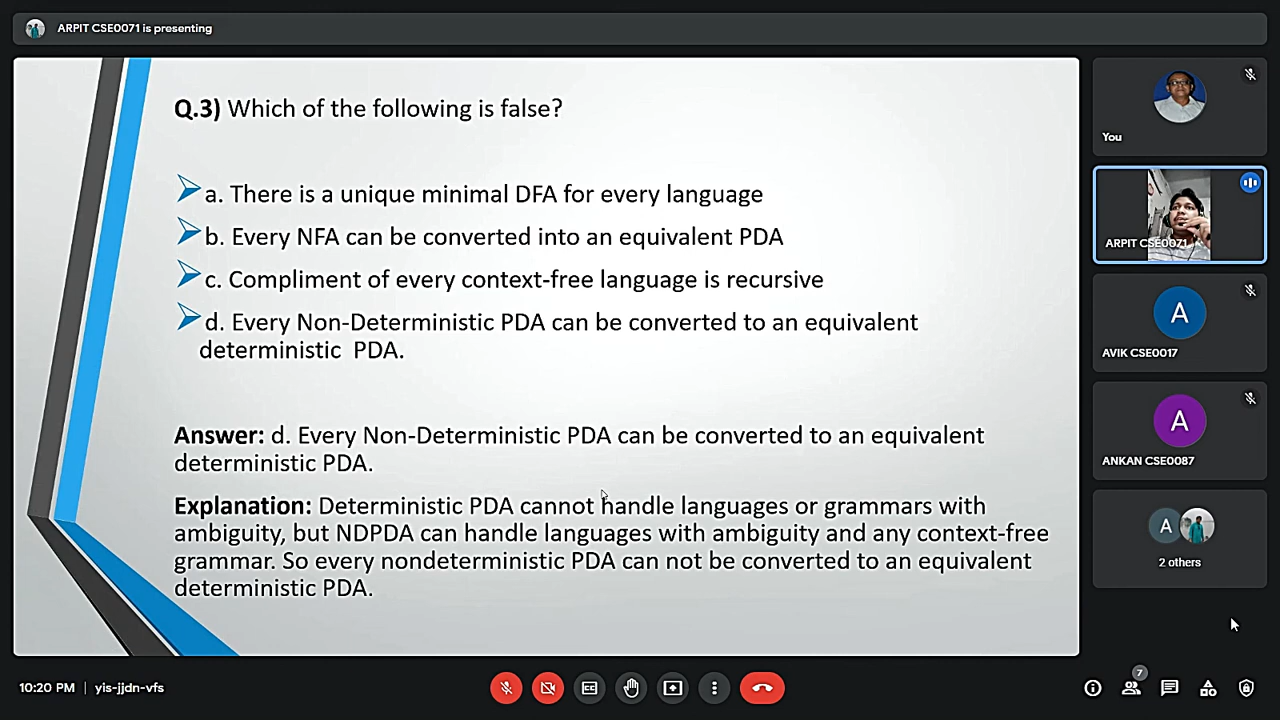 ARPIT CSE0071 is presenting
Q.3) Which of the following is false?
a. There is a unique minimal DFA for every language
b. Every NFA can be converted into an equivalent PDA
c. Compliment of every context-free language is recursive
d. Every Non-Deterministic PDA can be converted to an equivalent
deterministic PDA.
Answer: d. Every Non-Deterministic PDA can be converted to an equivalent
deterministic PDA.
Explanation: Deterministic PDA cannot handle languages or grammars with
ambiguity, but NDPDA can handle languages with ambiguity and any context-free
grammar. So every nondeterministic PDA can not be converted to an equivalent
deterministic PDA.
You
ARPIT CSE0071
A
AVIK CSE0017
A
ANKAN CSE0087
A
2 others
10:20 PM | yis-jjdn-vfs
7